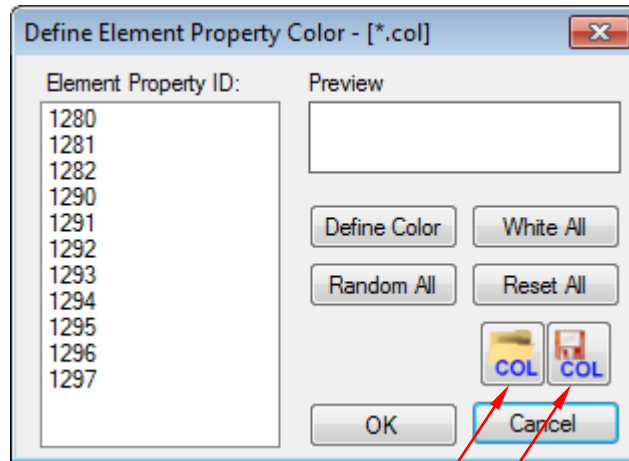 Define Element Property Color - [*.col]
Element Property ID:
Preview
1280
1281
1282
1290
1291
1292
1293
1294
1295
1296
1297
Define Color
White All
Random All
Reset All
COL
COL
OK
Cancel